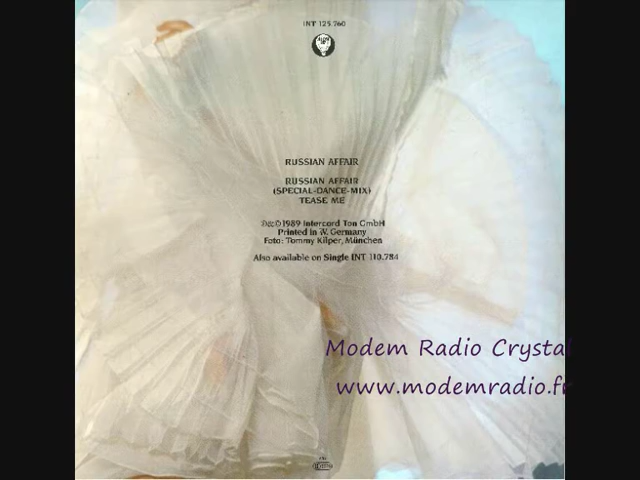 INT 125.760
RUSSIAN AFFAIR
RUSSIAN AFFAIR
(SPECIAL-DANCE-MIX)
TEASE ME
℗&©1989 Intercord Ton GmbH
Printed in W. Germany
Foto: Tommy Kilper, München
Also available on Single INT 110.784
Modem Radio Crystal
www.modemradio.fr